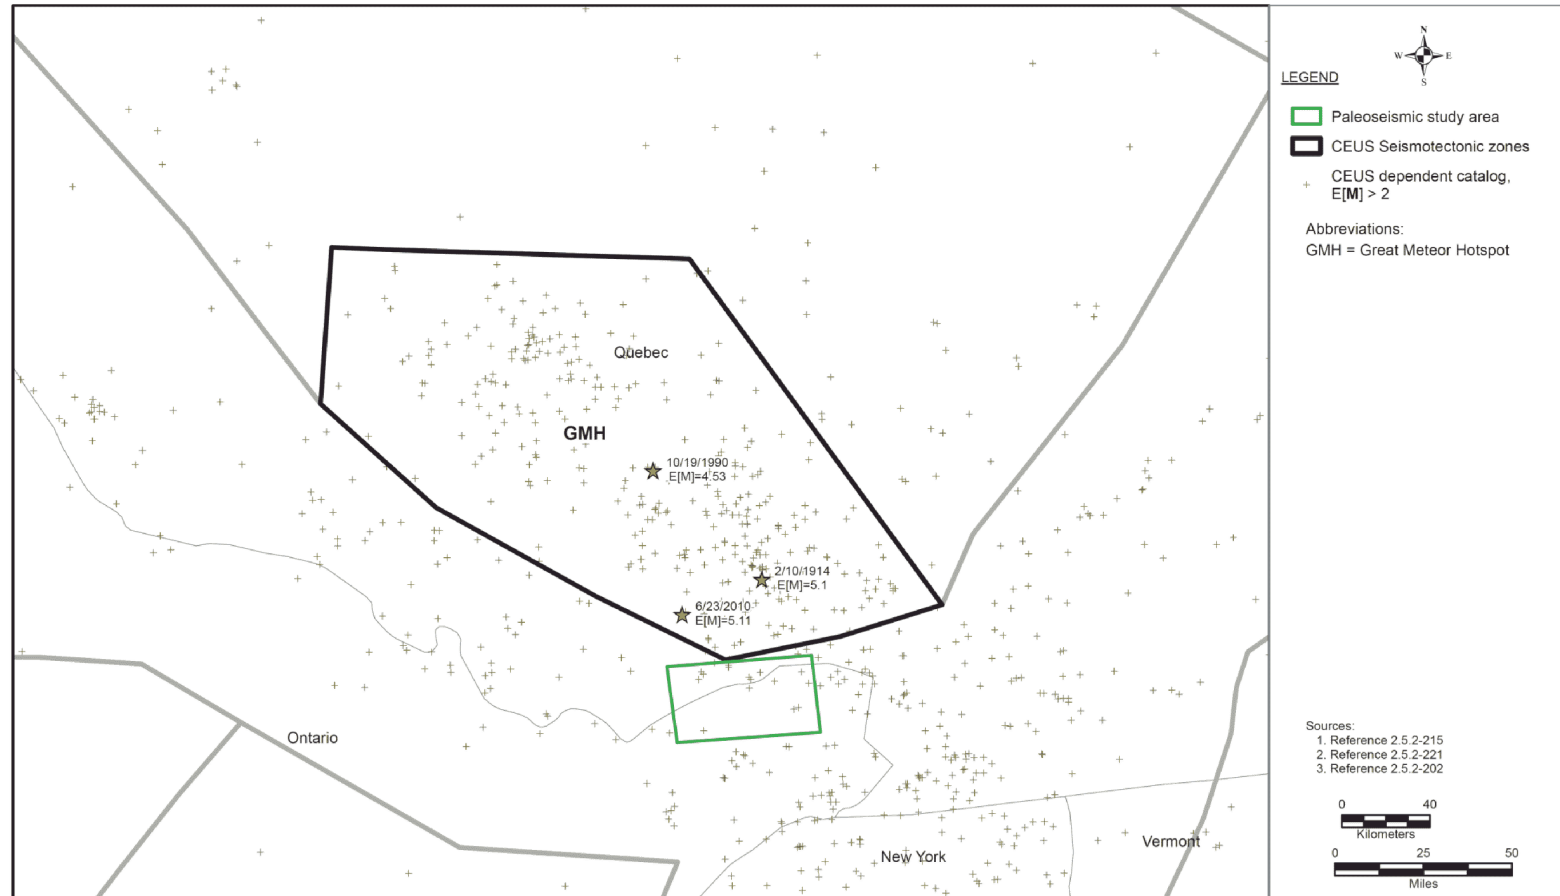 Quebec
GMH
10/19/1990
E[M]=4.53
2/10/1914
E[M]=5.1
6/23/2010
E[M]=5.11
Ontario
New York
Vermont
N
W E
S
LEGEND
Paleoseismic study area
CEUS Seismotectonic zones
CEUS dependent catalog,
E[M] > 2
Abbreviations:
GMH = Great Meteor Hotspot
Sources:
1. Reference 2.5.2-215
2. Reference 2.5.2-221
3. Reference 2.5.2-202
0 40
Kilometers
0 25 50
Miles